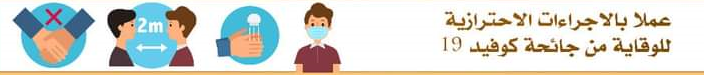 عملا بالاجراءات الاحترازية
للوقاية من جائحة كوفيد 19
2m